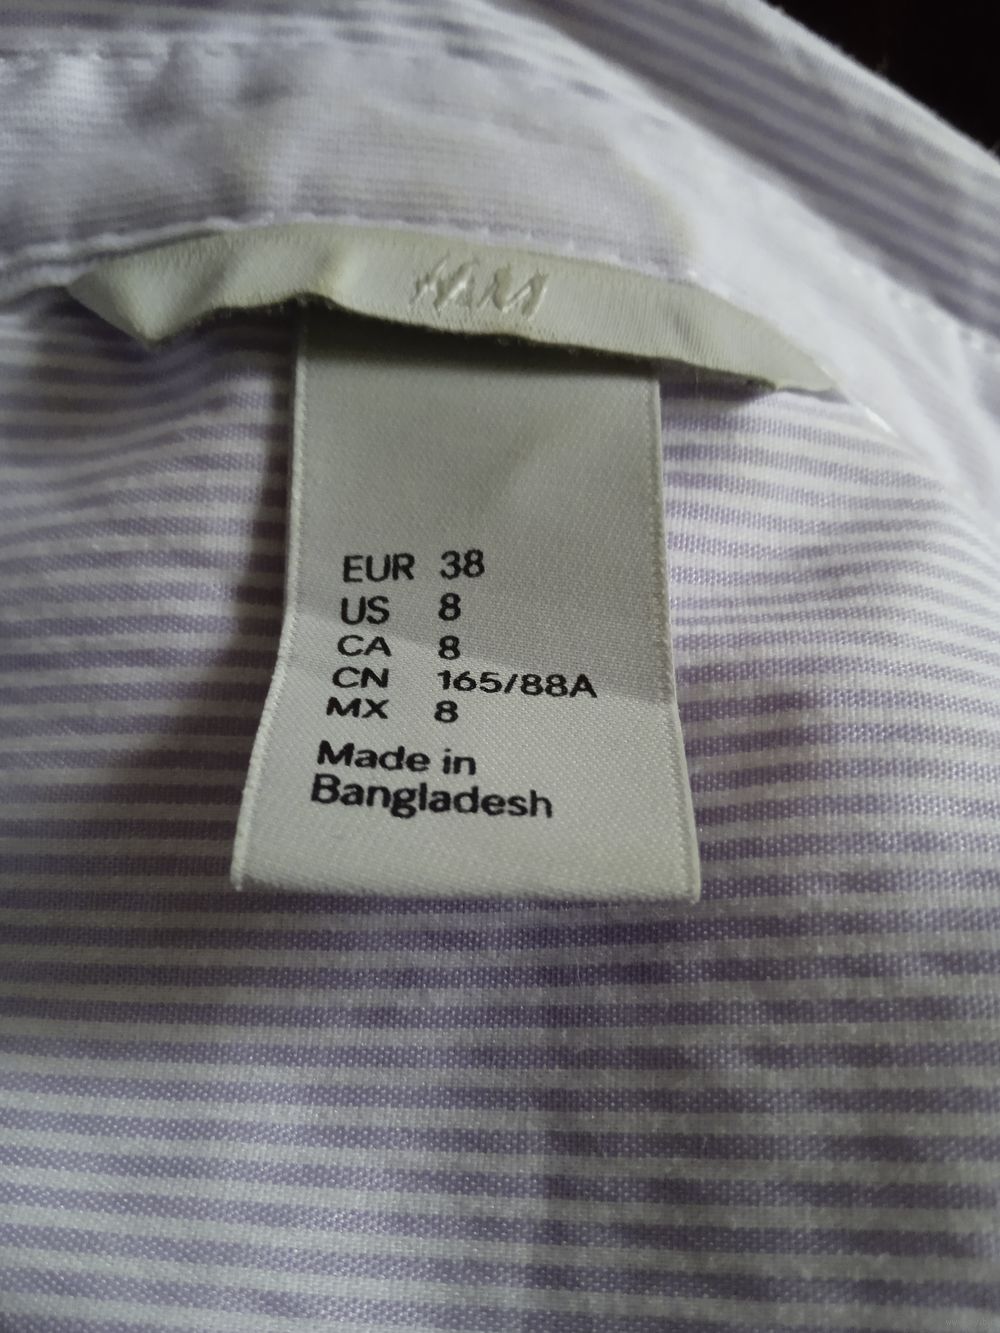 H&M
EUR 38
US 8
CA 8
CN 165/88A
MX 8
Made in
Bangladesh